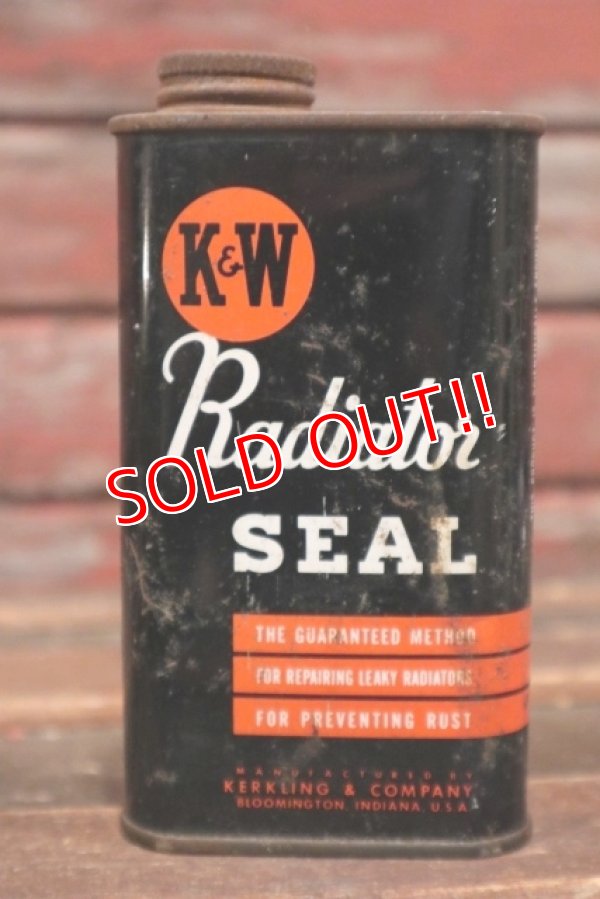 K&W
Radiator
SOLD OUT!!
SEAL
THE GUARANTEED METHOD
FOR REPAIRING LEAKY RADIATORS
FOR PREVENTING RUST
MANUFACTURED BY
KERKLING & COMPANY
BLOOMINGTON, INDIANA, U.S.A.